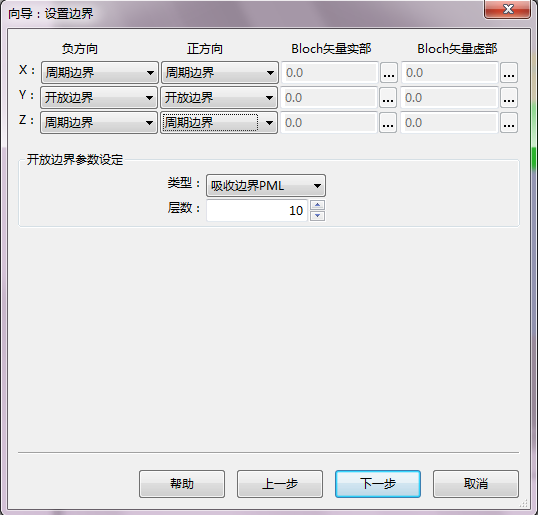 向导：设置边界
负方向 正方向 Bloch矢量实部 Bloch矢量虚部
X： 周期边界 周期边界 0.0 ... 0.0 ...
Y： 开放边界 开放边界 0.0 ... 0.0 ...
Z： 周期边界 周期边界 0.0 ... 0.0 ...
开放边界参数设定
类型： 吸收边界PML
层数： 10
帮助 上一步 下一步 取消